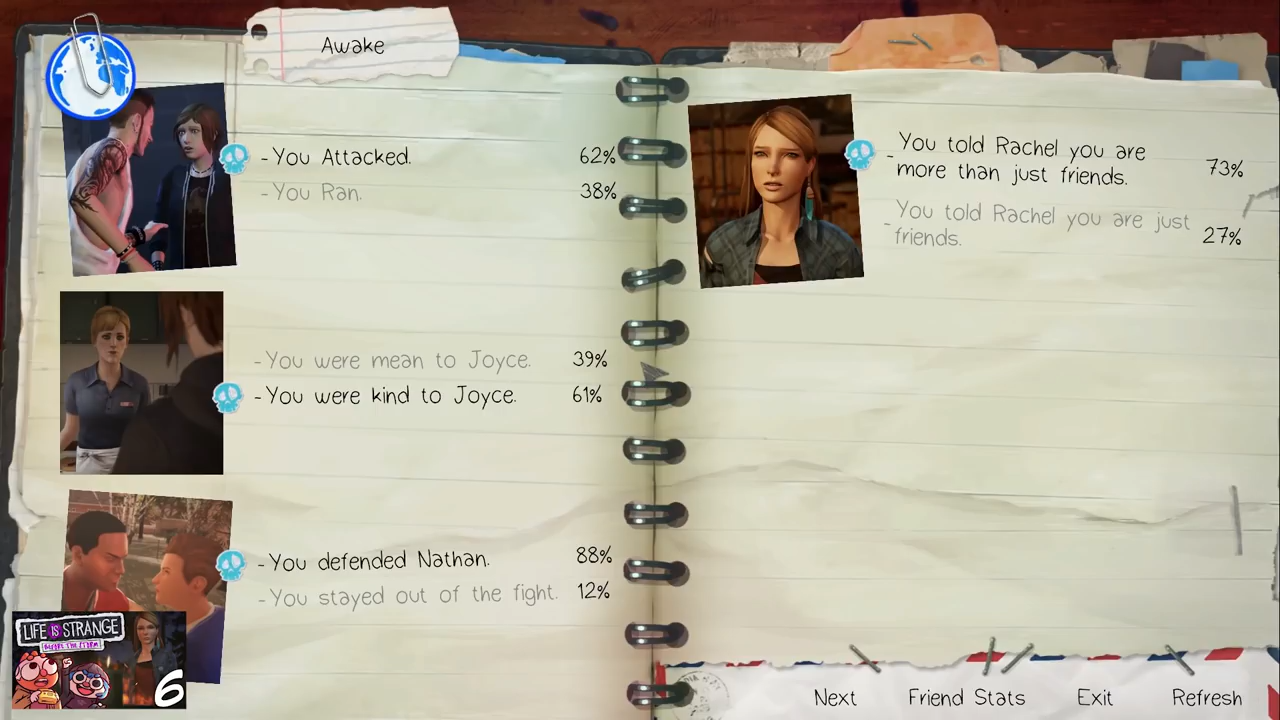 Awake
- You Attacked. 62%
- You Ran. 38%
- You were mean to Joyce. 39%
- You were kind to Joyce. 61%
- You defended Nathan. 88%
- You stayed out of the fight. 12%
LIFE IS STRANGE
BEFORE THE STORM
6
- You told Rachel you are
more than just friends. 73%
- You told Rachel you are just
friends. 27%
Next Friend Stats Exit Refresh